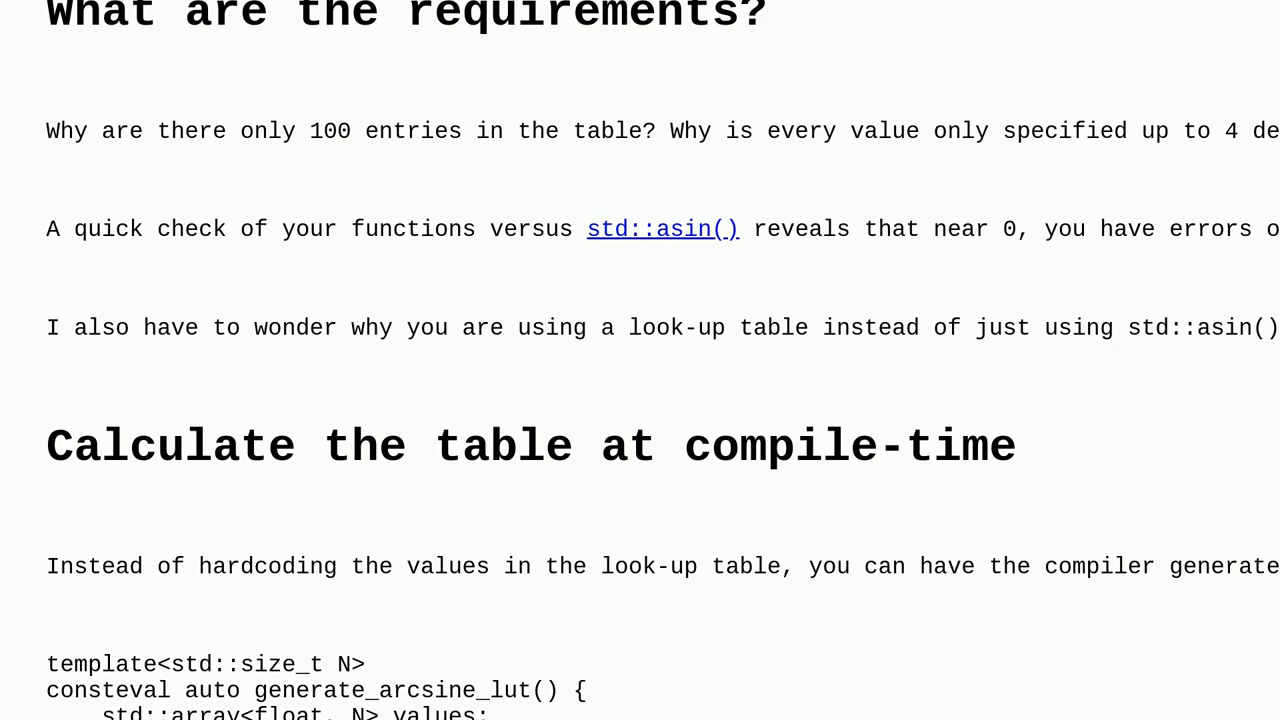 What are the requirements?
Why are there only 100 entries in the table? Why is every value only specified up to 4 de
A quick check of your functions versus std::asin() reveals that near 0, you have errors o
I also have to wonder why you are using a look-up table instead of just using std::asin()
Calculate the table at compile-time
Instead of hardcoding the values in the look-up table, you can have the compiler generate
template<std::size_t N>
consteval auto generate_arcsine_lut() {
    std::array<float, N> values;